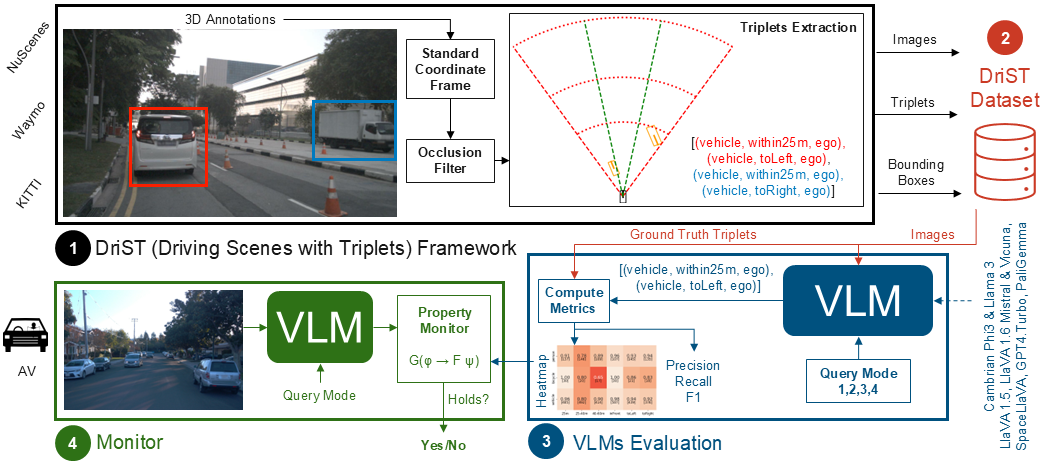 NuScenes
Waymo
KITTI
3D Annotations
Standard
Coordinate
Frame
Occlusion
Filter
Triplets Extraction
[(vehicle, within25m, ego),
(vehicle, toLeft, ego),
(vehicle, within25m, ego),
(vehicle, toRight, ego)]
Images
Triplets
Bounding
Boxes
2
DriST
Dataset
1 DriST (Driving Scenes with Triplets) Framework
Ground Truth Triplets
Images
[(vehicle, within25m, ego),
(vehicle, toLeft, ego)]
Compute
Metrics
VLM
Query Mode
1,2,3,4
Precision
Recall
F1
Heatmap
Cambrian Phi3 & Llama 3
LlaVA 1.5, LlaVA 1.6 Mistral & Vicuna,
SpaceLlaVA, GPT4.Turbo, PaliGemma
3 VLMs Evaluation
AV
VLM
Query Mode
Property
Monitor
G(φ → F ψ)
Holds?
Yes/No
4 Monitor